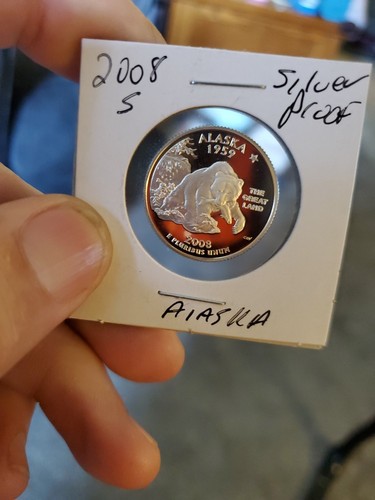 2008
S
Silver
Proof
ALASKA
1959
THE
GREAT
LAND
2008
E PLURIBUS UNUM
AlASKA